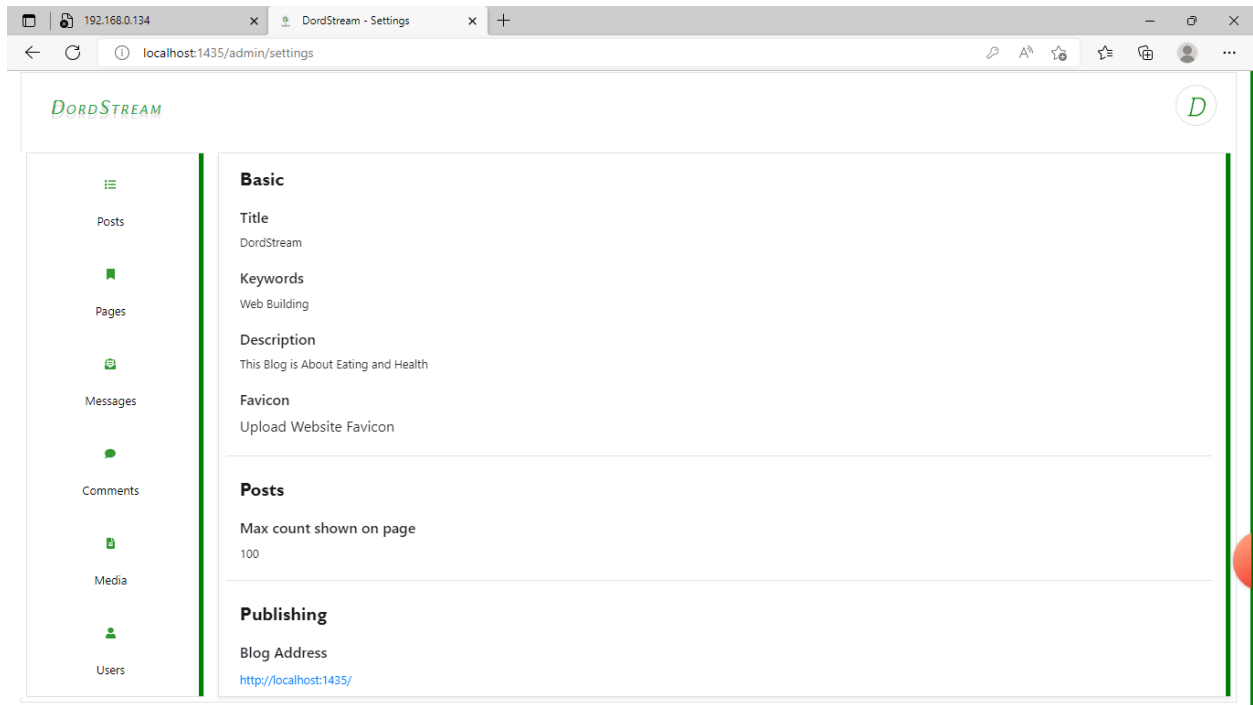 192.168.0.134
DordStream - Settings
localhost:1435/admin/settings
DORDSTREAM
D
Posts
Pages
Messages
Comments
Media
Users
Basic
Title
DordStream
Keywords
Web Building
Description
This Blog is About Eating and Health
Favicon
Upload Website Favicon
Posts
Max count shown on page
100
Publishing
Blog Address
http://localhost:1435/